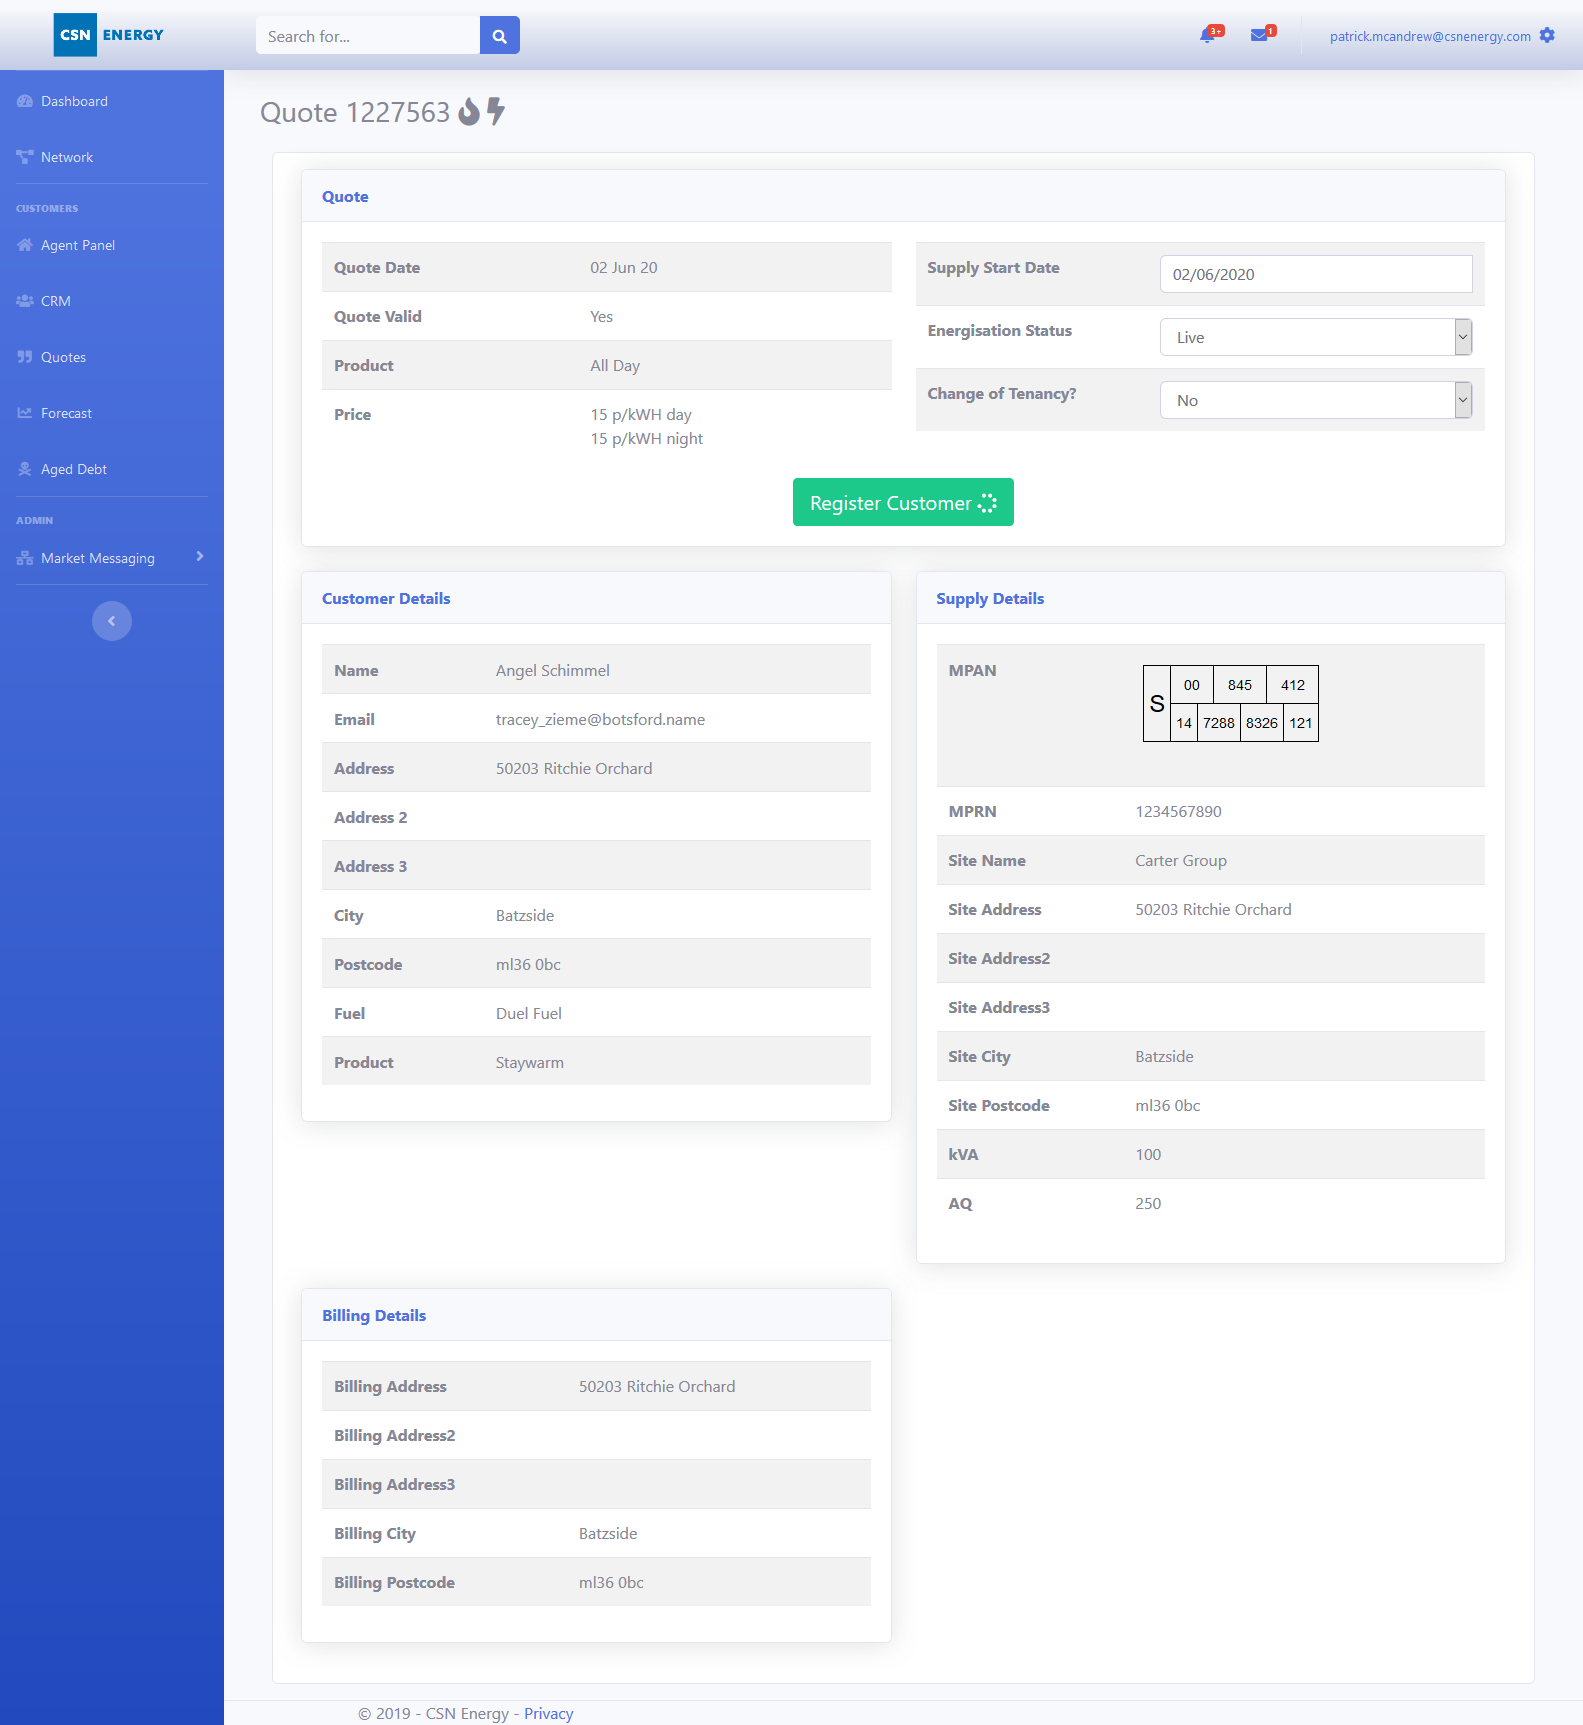 CSN ENERGY
Search for...
3+
1
patrick.mcandrew@csnenergy.com
Dashboard
Network
CUSTOMERS
Agent Panel
CRM
Quotes
Forecast
Aged Debt
ADMIN
Market Messaging
Quote 1227563
Quote
Quote Date 02 Jun 20
Quote Valid Yes
Product All Day
Price 15 p/kWH day
15 p/kWH night
Supply Start Date 02/06/2020
Energisation Status Live
Change of Tenancy? No
Register Customer
Customer Details
Name Angel Schimmel
Email tracey_zieme@botsford.name
Address 50203 Ritchie Orchard
Address 2
Address 3
City Batzside
Postcode ml36 0bc
Fuel Duel Fuel
Product Staywarm
Supply Details
MPAN S 00 845 412
14 7288 8326 121
MPRN 1234567890
Site Name Carter Group
Site Address 50203 Ritchie Orchard
Site Address2
Site Address3
Site City Batzside
Site Postcode ml36 0bc
kVA 100
AQ 250
Billing Details
Billing Address 50203 Ritchie Orchard
Billing Address2
Billing Address3
Billing City Batzside
Billing Postcode ml36 0bc
© 2019 - CSN Energy - Privacy